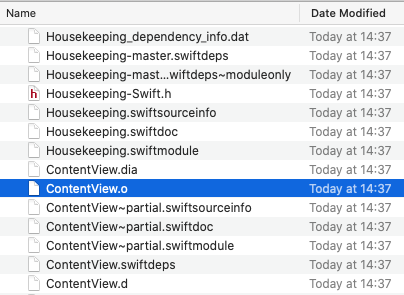 Name Date Modified
Housekeeping_dependency_info.dat Today at 14:37
Housekeeping-master.swiftdeps Today at 14:37
Housekeeping-mast...wiftdeps~moduleonly Today at 14:37
h Housekeeping-Swift.h Today at 14:37
Housekeeping.swiftsourceinfo Today at 14:37
Housekeeping.swiftdoc Today at 14:37
Housekeeping.swiftmodule Today at 14:37
ContentView.dia Today at 14:37
ContentView.o Today at 14:37
ContentView~partial.swiftsourceinfo Today at 14:37
ContentView~partial.swiftdoc Today at 14:37
ContentView~partial.swiftmodule Today at 14:37
ContentView.swiftdeps Today at 14:37
ContentView.d Today at 14:37